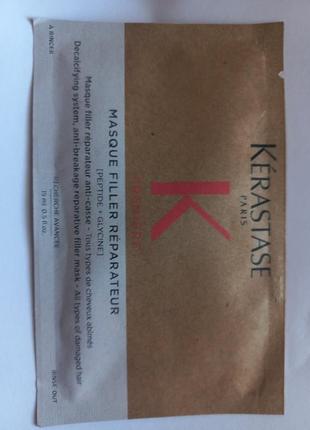 KÉRASTASE
PARIS
K
MASQUE FILLER RÉPARATEUR
[PEPTIDE + GLYCINE]
Masque filler réparateur anti-casse - Tous types de cheveux abîmés
Decalcifying system, anti-breakage reparative filler mask - All types of damaged hair
À RINCER
RECHERCHE AVANCÉE
15 ml 0.5 fl.oz.
RINSE OUT